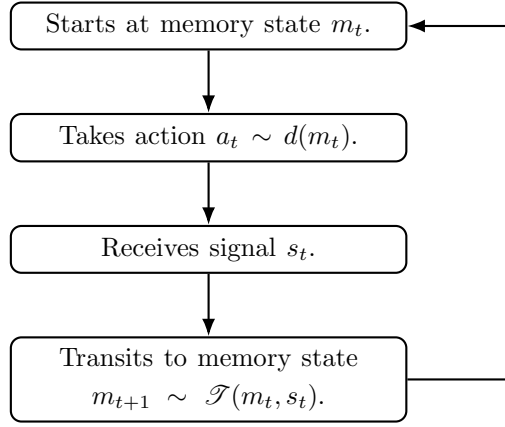 Starts at memory state m_t.
Takes action a_t ∼ d(m_t).
Receives signal s_t.
Transits to memory state
m_{t+1} ∼ 𝒯(m_t, s_t).